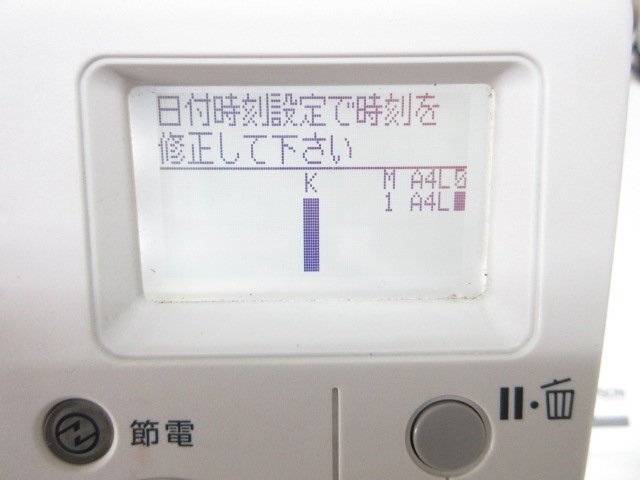 日付時刻設定で時刻を
修正して下さい
K
M A4L0
1 A4L
節電